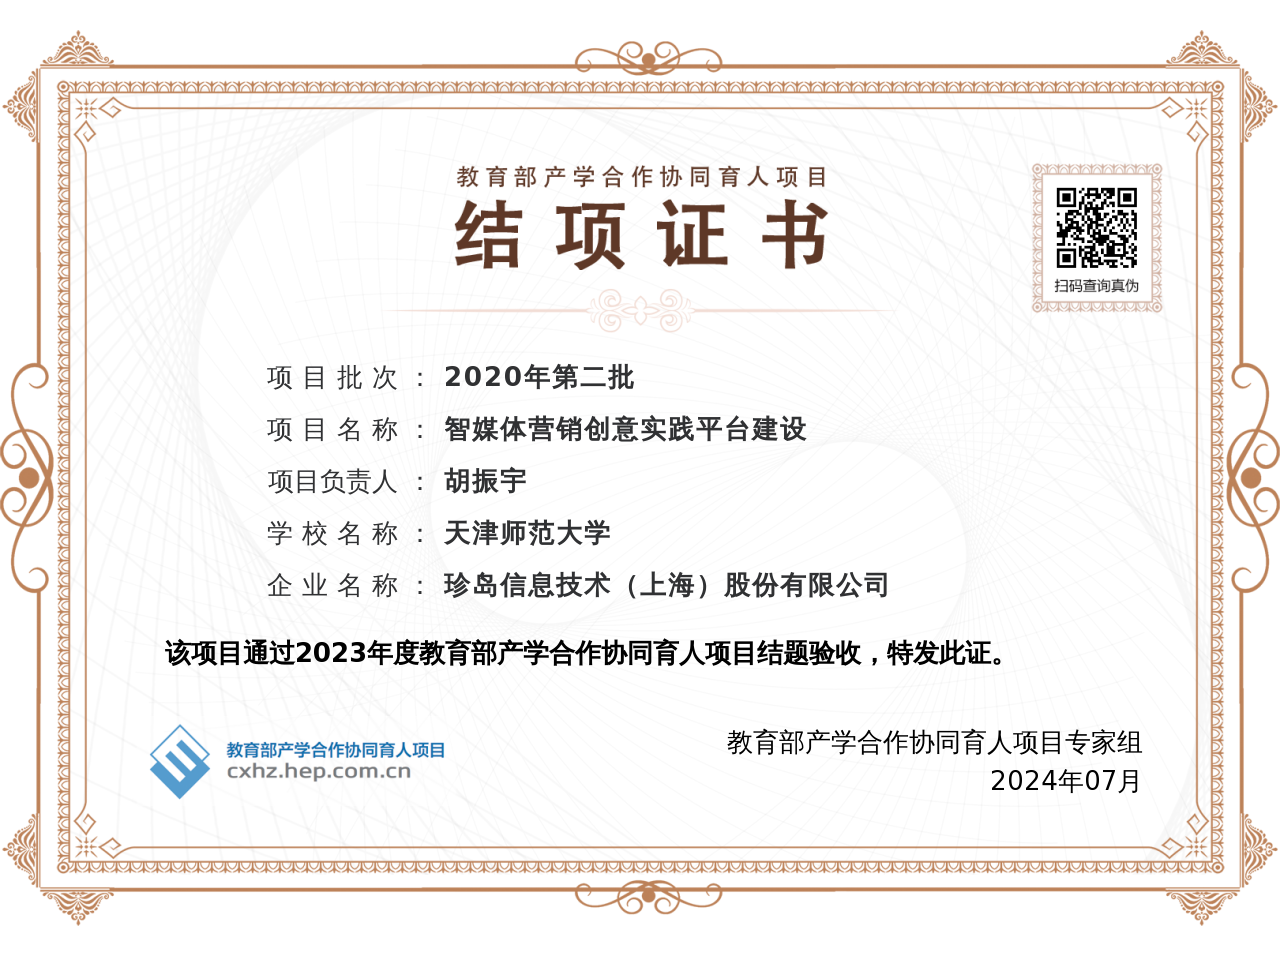 教育部产学合作协同育人项目
结项证书
扫码查询真伪
项目批次：2020年第二批
项目名称：智媒体营销创意实践平台建设
项目负责人：胡振宇
学校名称：天津师范大学
企业名称：珍岛信息技术（上海）股份有限公司
该项目通过2023年度教育部产学合作协同育人项目结题验收，特发此证。
教育部产学合作协同育人项目
cxhz.hep.com.cn
教育部产学合作协同育人项目专家组
2024年07月